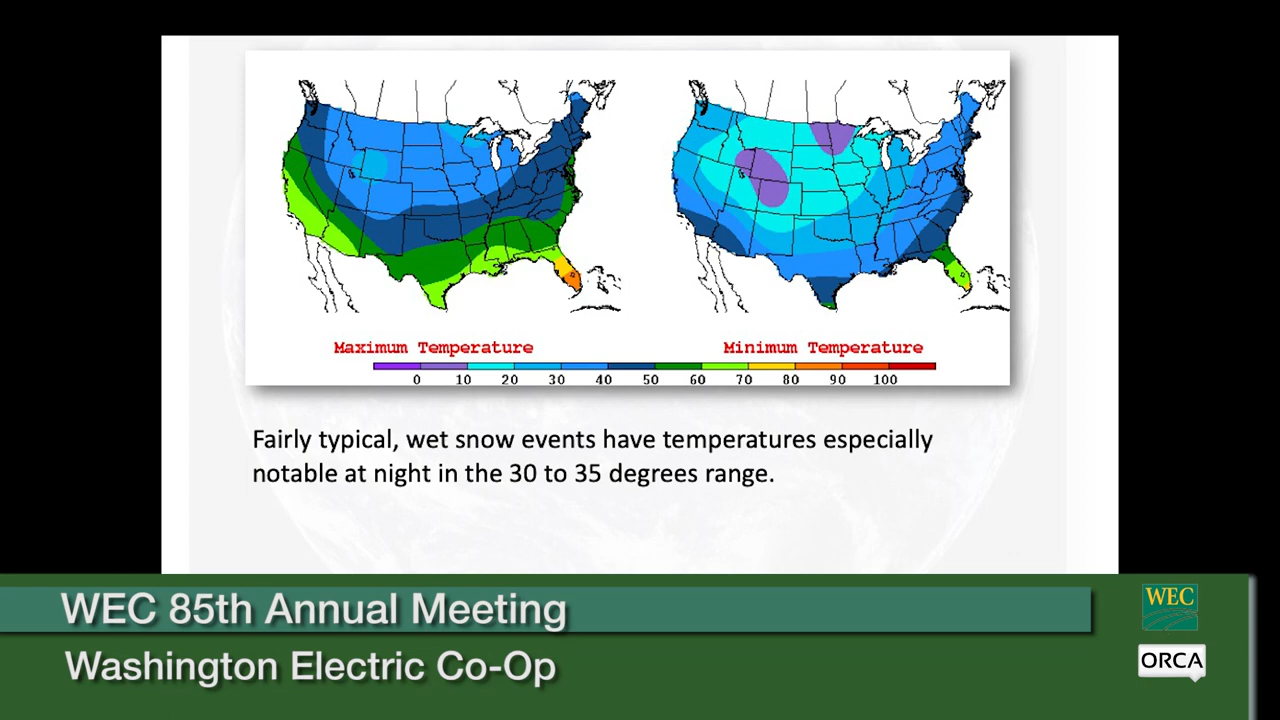 Maximum Temperature
Minimum Temperature
0 10 20 30 40 50 60 70 80 90 100
Fairly typical, wet snow events have temperatures especially
notable at night in the 30 to 35 degrees range.
WEC 85th Annual Meeting
WEC
Washington Electric Co-Op
ORCA